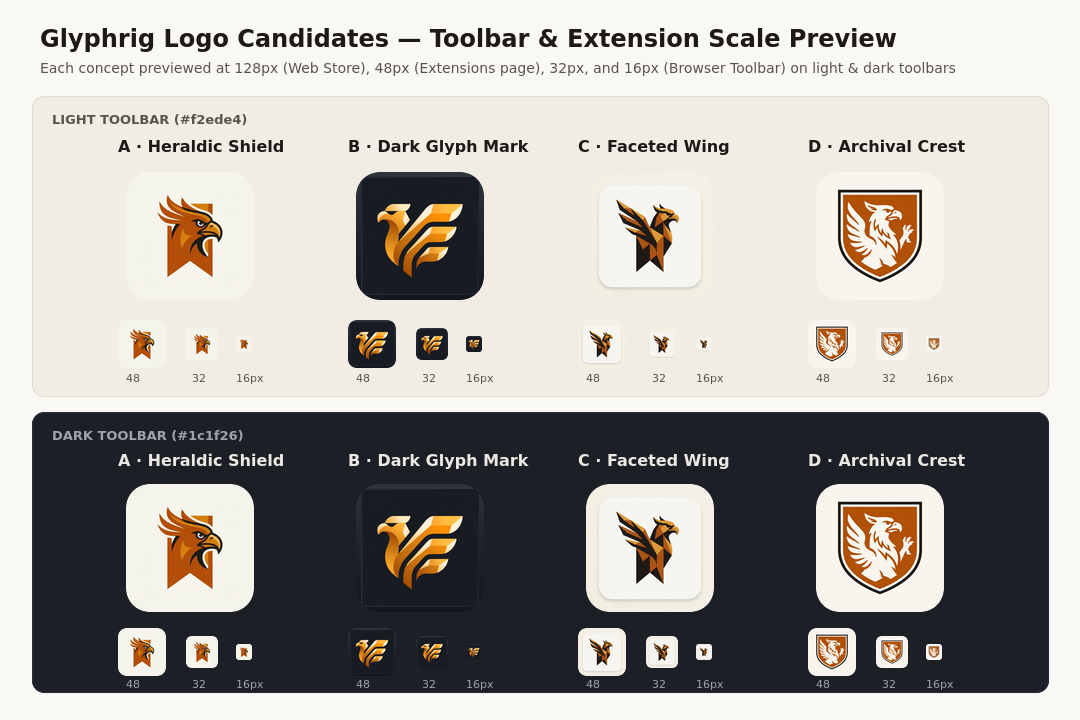 Glyphrig Logo Candidates — Toolbar & Extension Scale Preview
Each concept previewed at 128px (Web Store), 48px (Extensions page), 32px, and 16px (Browser Toolbar) on light & dark toolbars
LIGHT TOOLBAR (#f2ede4)
A · Heraldic Shield B · Dark Glyph Mark C · Faceted Wing D · Archival Crest
48 32 16px 48 32 16px 48 32 16px 48 32 16px
DARK TOOLBAR (#1c1f26)
A · Heraldic Shield B · Dark Glyph Mark C · Faceted Wing D · Archival Crest
48 32 16px 48 32 16px 48 32 16px 48 32 16px